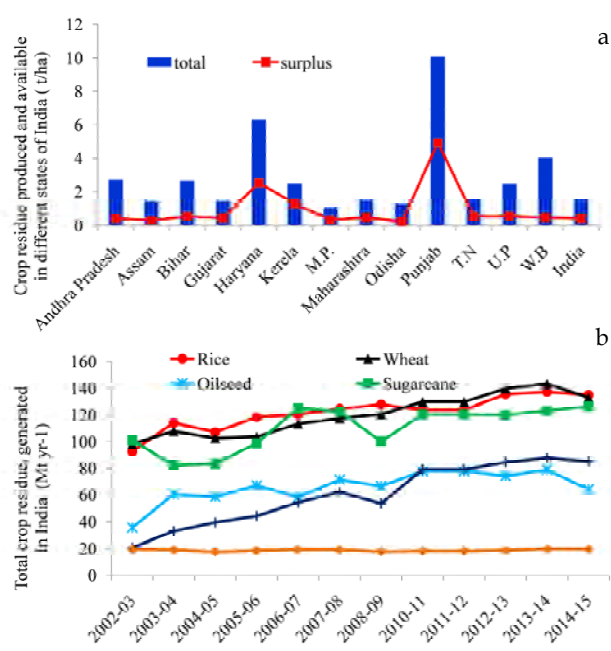 a
Crop residue produced and available
in different states of India ( t/ha)
12
10
8
6
4
2
0
total surplus
Andhra Pradesh
Assam
Bihar
Gujarat
Haryana
Kerela
M.P.
Maharashtra
Odisha
Punjab
T.N
U.P
W.B
India
b
Total crop residue, generated
In India (Mt yr-1)
160
140
120
100
80
60
40
20
0
Rice Wheat
Oilseed Sugarcane
2002-03
2003-04
2004-05
2005-06
2006-07
2007-08
2008-09
2010-11
2011-12
2012-13
2013-14
2014-15